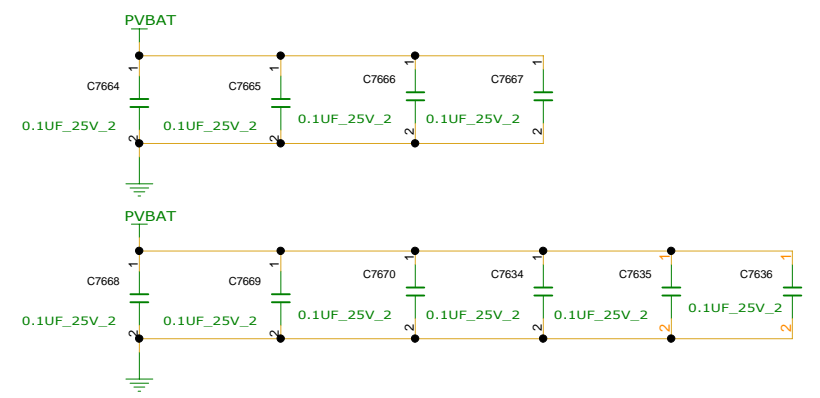 PVBAT
1 1 1 1
C7664 C7665 C7666 C7667
0.1UF_25V_2 0.1UF_25V_2 0.1UF_25V_2 0.1UF_25V_2
2 2 2 2
PVBAT
1 1 1 1 1 1
C7668 C7669 C7670 C7634 C7635 C7636
0.1UF_25V_2 0.1UF_25V_2 0.1UF_25V_2 0.1UF_25V_2 0.1UF_25V_2 0.1UF_25V_2
2 2 2 2 2 2